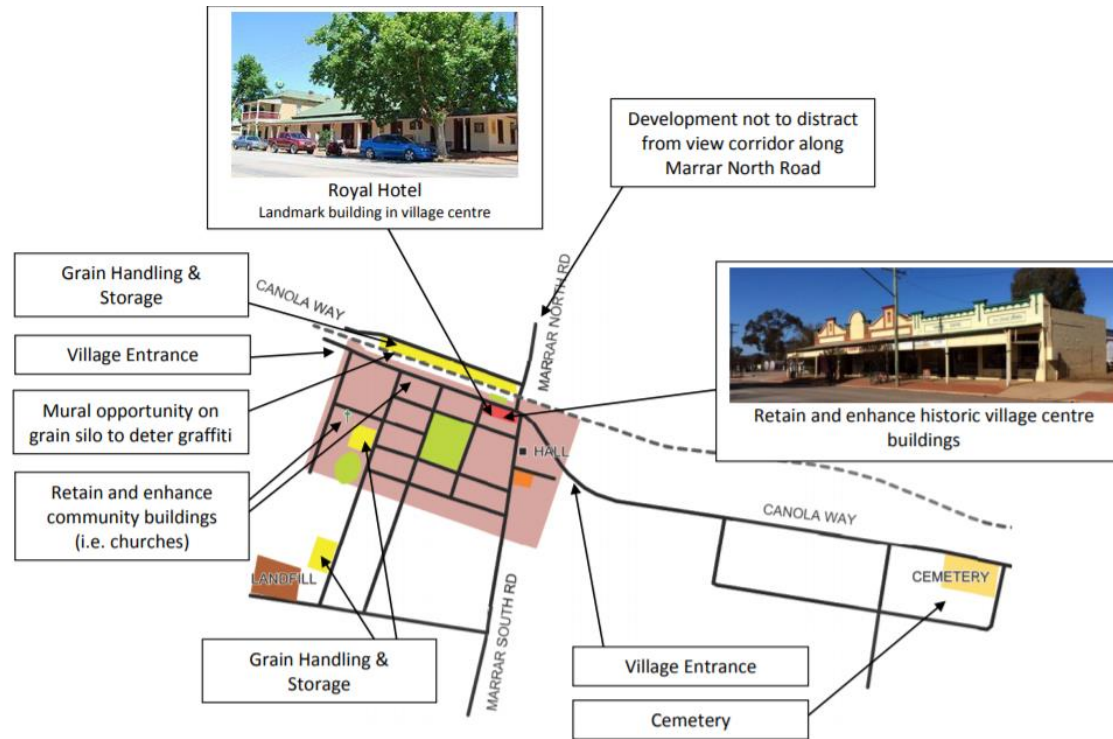 Royal Hotel
Landmark building in village centre
Development not to distract
from view corridor along
Marrar North Road
Grain Handling &
Storage
CANOLA WAY
MARRAR NORTH RD
Village Entrance
Mural opportunity on
grain silo to deter graffiti
Retain and enhance historic village centre
buildings
HALL
Retain and enhance
community buildings
(i.e. churches)
CANOLA WAY
LANDFILL
CEMETERY
MARRAR SOUTH RD
Grain Handling &
Storage
Village Entrance
Cemetery